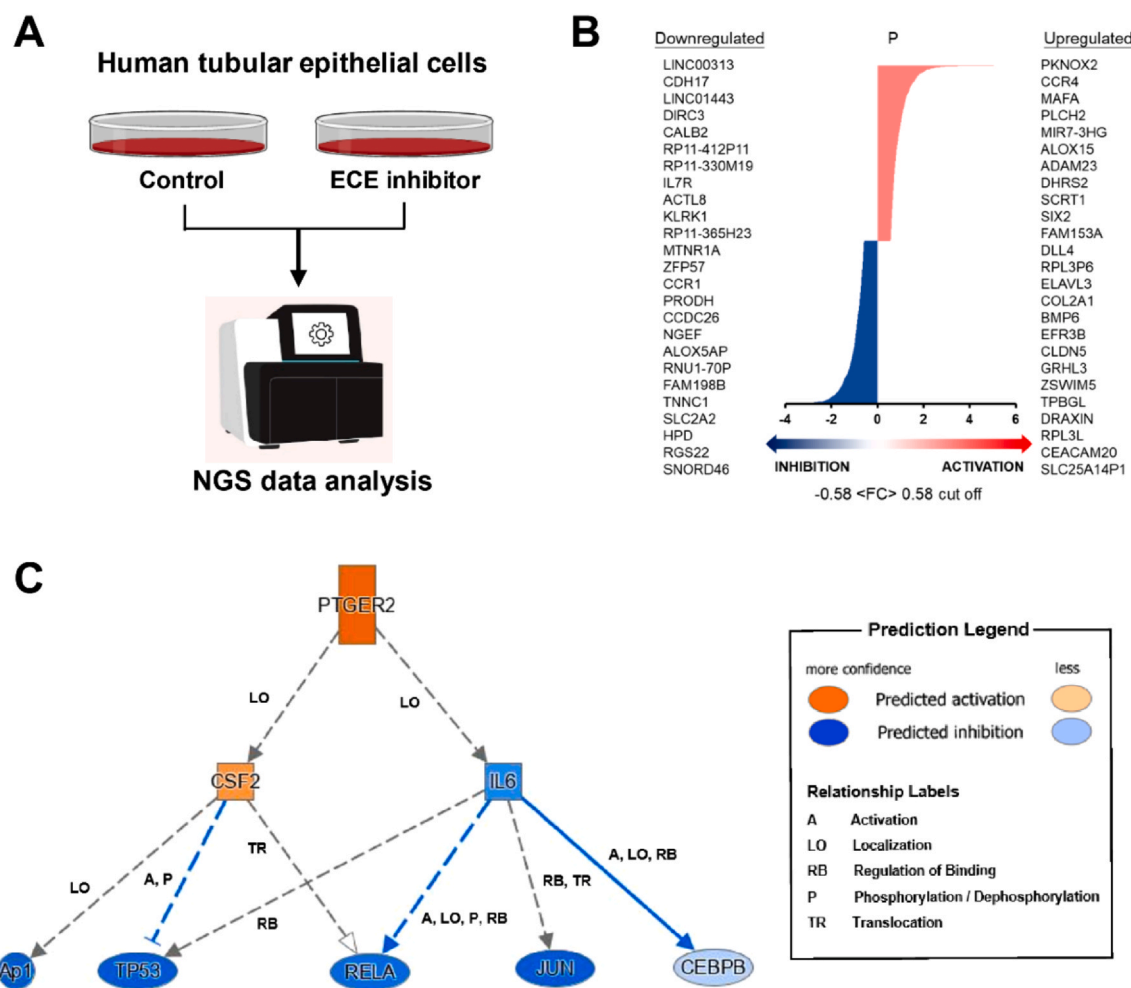 A
Human tubular epithelial cells
Control
ECE inhibitor
NGS data analysis
B
Downregulated
P
Upregulated
LINC00313
CDH17
LINC01443
DIRC3
CALB2
RP11-412P11
RP11-330M19
IL7R
ACTL8
KLRK1
RP11-365H23
MTNR1A
ZFP57
CCR1
PRODH
CCDC26
NGEF
ALOX5AP
RNU1-70P
FAM198B
TNNC1
SLC2A2
HPD
RGS22
SNORD46
-4
-2
0
2
4
6
INHIBITION
ACTIVATION
-0.58 <FC> 0.58 cut off
PKNOX2
CCR4
MAFA
PLCH2
MIR7-3HG
ALOX15
ADAM23
DHRS2
SCRT1
SIX2
FAM153A
DLL4
RPL3P6
ELAVL3
COL2A1
BMP6
EFR3B
CLDN5
GRHL3
ZSWIM5
TPBGL
DRAXIN
RPL3L
CEACAM20
SLC25A14P1
C
PTGER2
LO
LO
CSF2
IL6
LO
A, P
TR
RB
A, LO, P, RB
RB, TR
A, LO, RB
Ap1
TP53
RELA
JUN
CEBPB
Prediction Legend
more confidence
less
Predicted activation
Predicted inhibition
Relationship Labels
A Activation
LO Localization
RB Regulation of Binding
P Phosphorylation / Dephosphorylation
TR Translocation